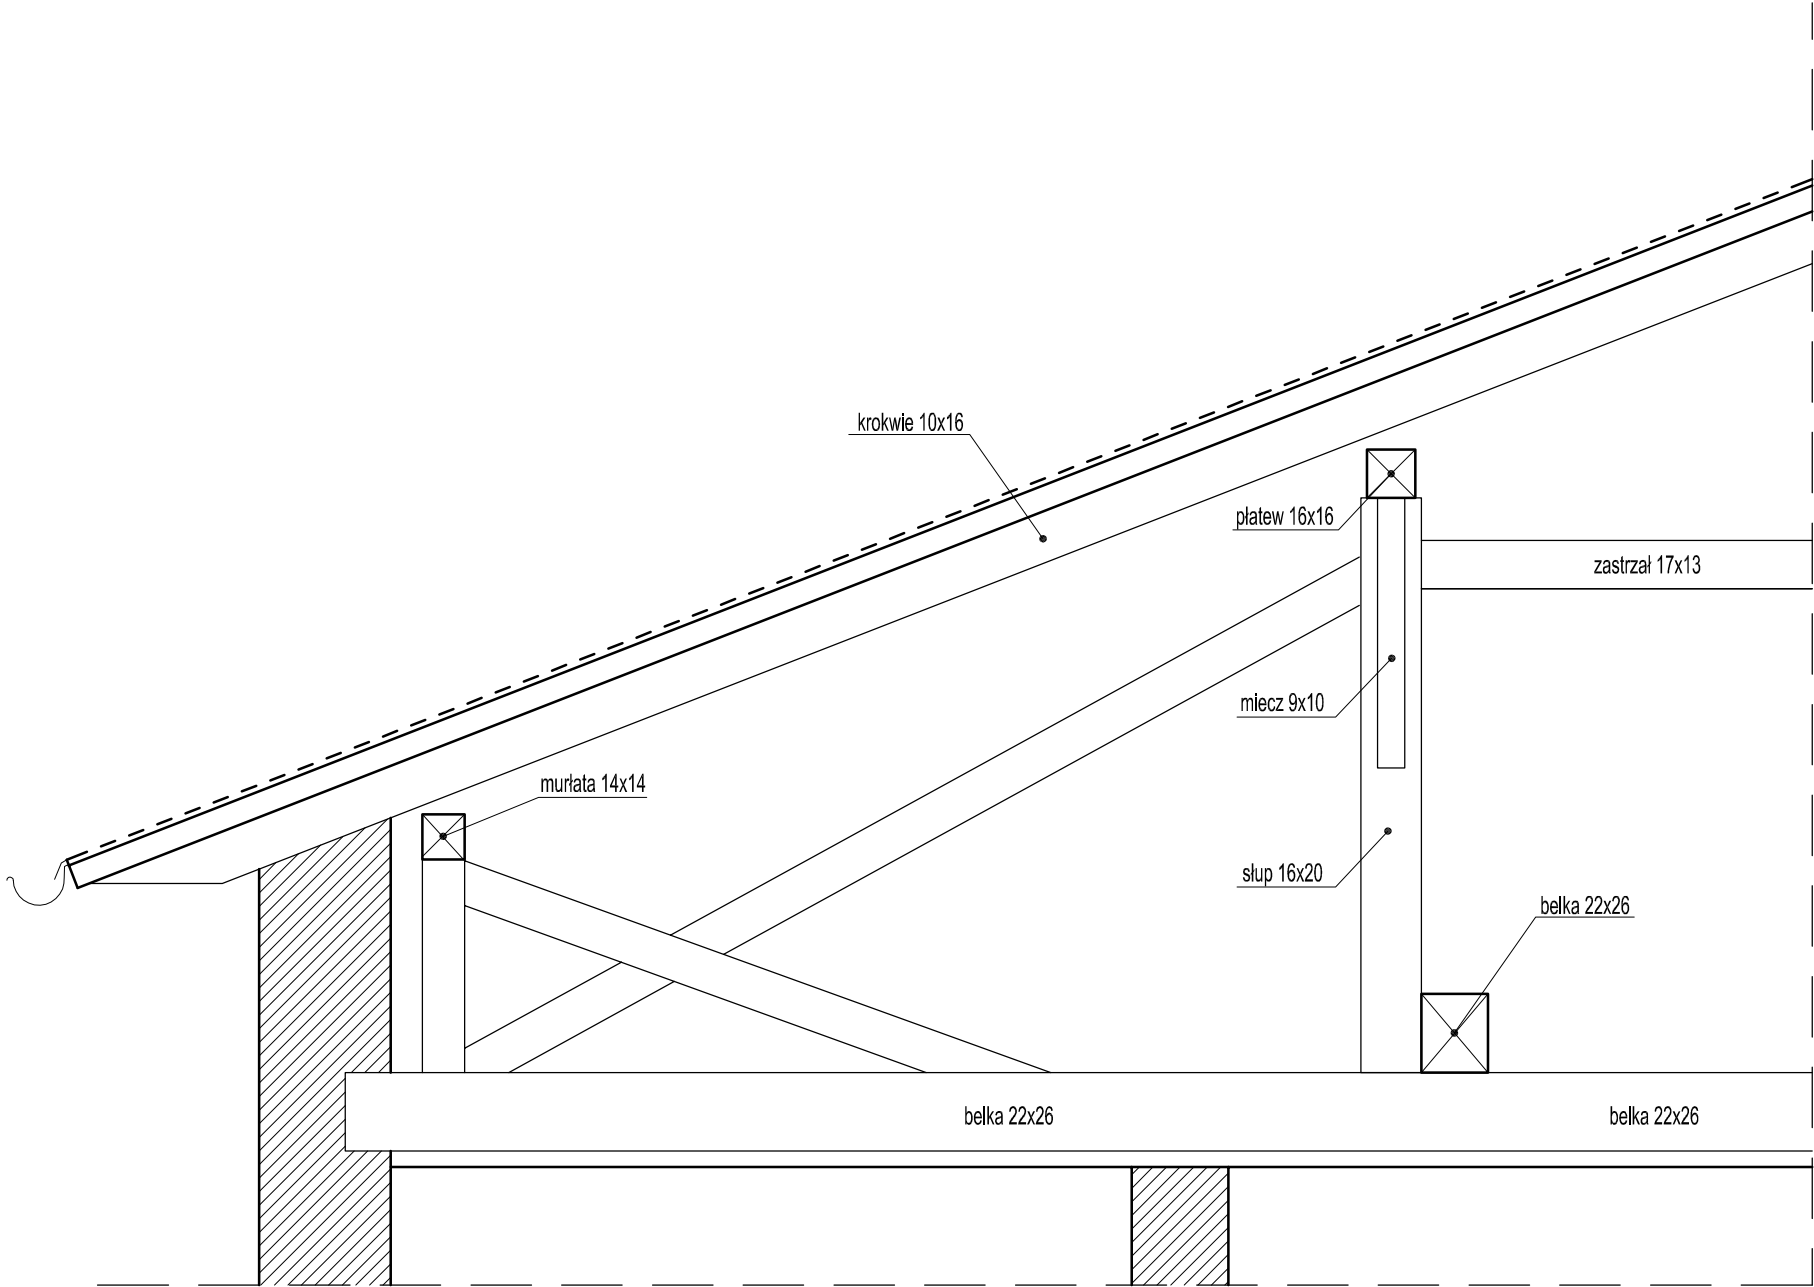 krokwie 10x16
płatew 16x16
zastrzał 17x13
miecz 9x10
murłata 14x14
słup 16x20
belka 22x26
belka 22x26
belka 22x26